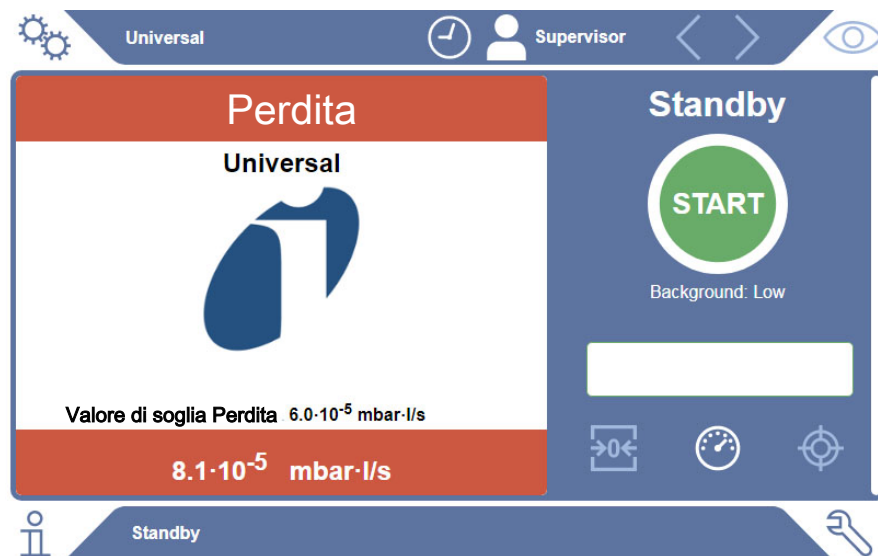 Universal
Supervisor
Perdita
Standby
Universal
START
Background: Low
Valore di soglia Perdita 6.0·10⁻⁵ mbar·l/s
→0←
8.1·10⁻⁵ mbar·l/s
Standby